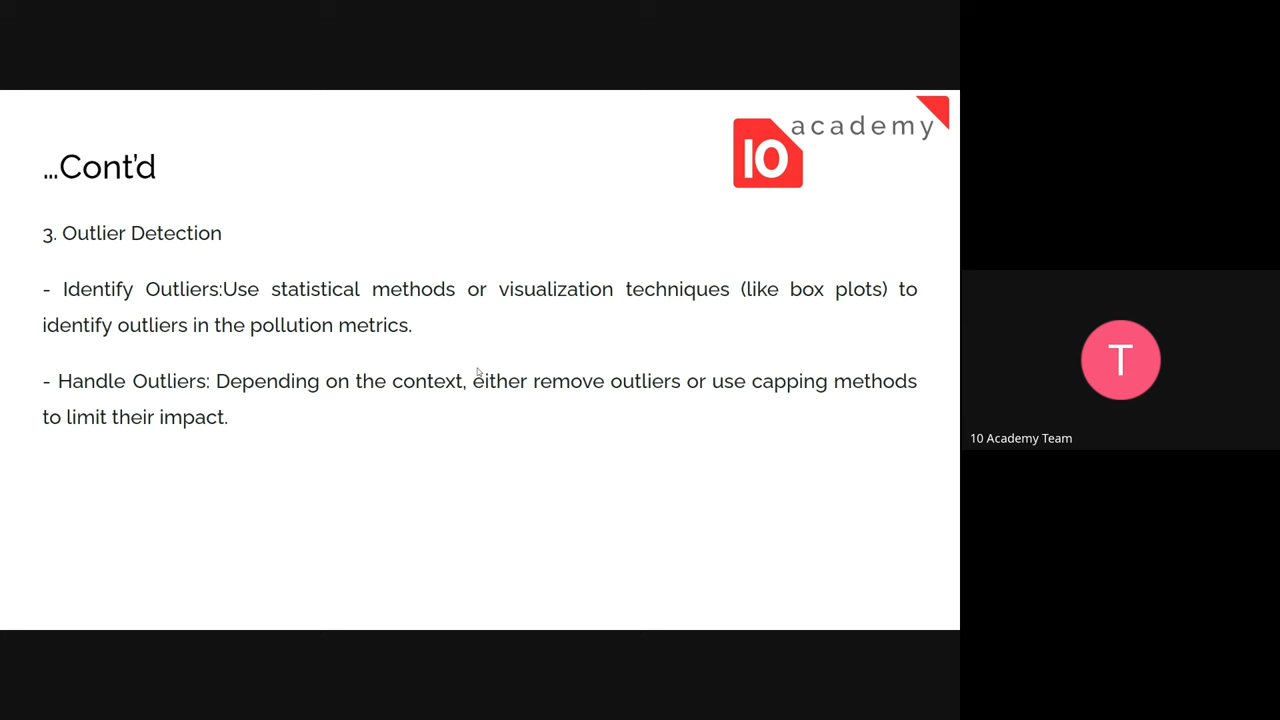 10 academy
...Cont'd
3. Outlier Detection
- Identify Outliers:Use statistical methods or visualization techniques (like box plots) to
identify outliers in the pollution metrics.
- Handle Outliers: Depending on the context, either remove outliers or use capping methods
to limit their impact.
T
10 Academy Team